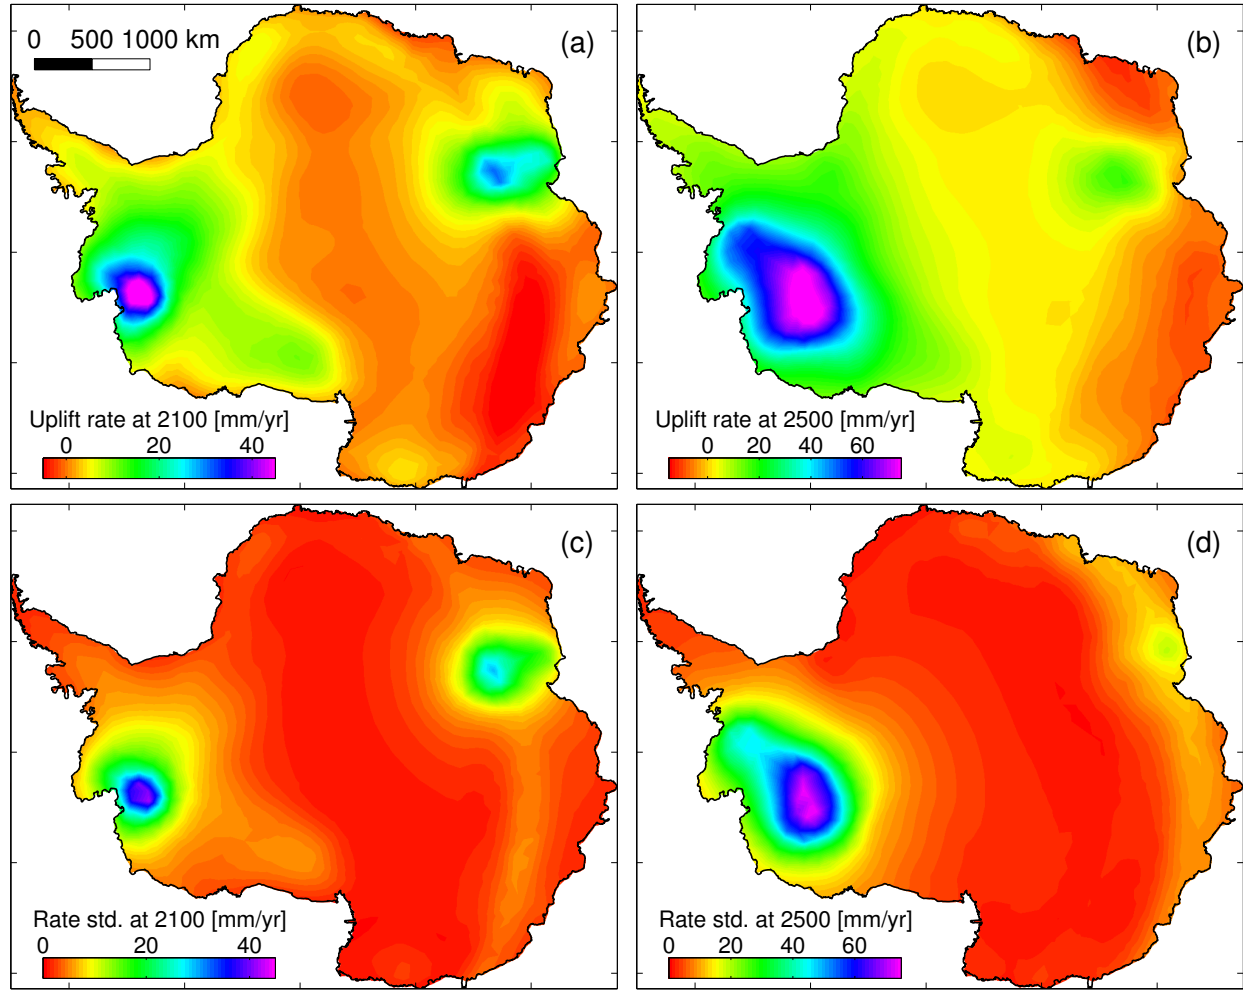 0 500 1000 km
(a)
Uplift rate at 2100 [mm/yr]
0 20 40
(b)
Uplift rate at 2500 [mm/yr]
0 20 40 60
(c)
Rate std. at 2100 [mm/yr]
0 20 40
(d)
Rate std. at 2500 [mm/yr]
0 20 40 60